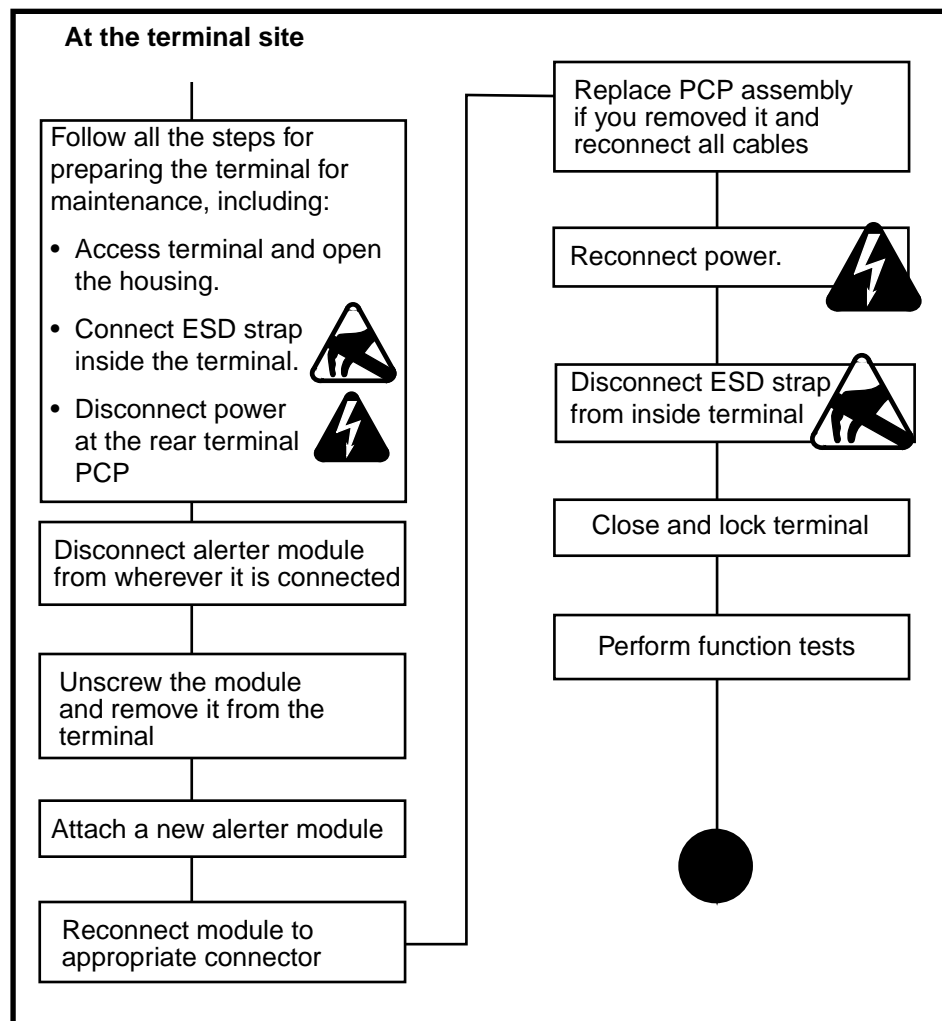 At the terminal site
Follow all the steps for
preparing the terminal for
maintenance, including:
• Access terminal and open
the housing.
• Connect ESD strap
inside the terminal.
• Disconnect power
at the rear terminal
PCP
Disconnect alerter module
from wherever it is connected
Unscrew the module
and remove it from the
terminal
Attach a new alerter module
Reconnect module to
appropriate connector
Replace PCP assembly
if you removed it and
reconnect all cables
Reconnect power.
Disconnect ESD strap
from inside terminal
Close and lock terminal
Perform function tests